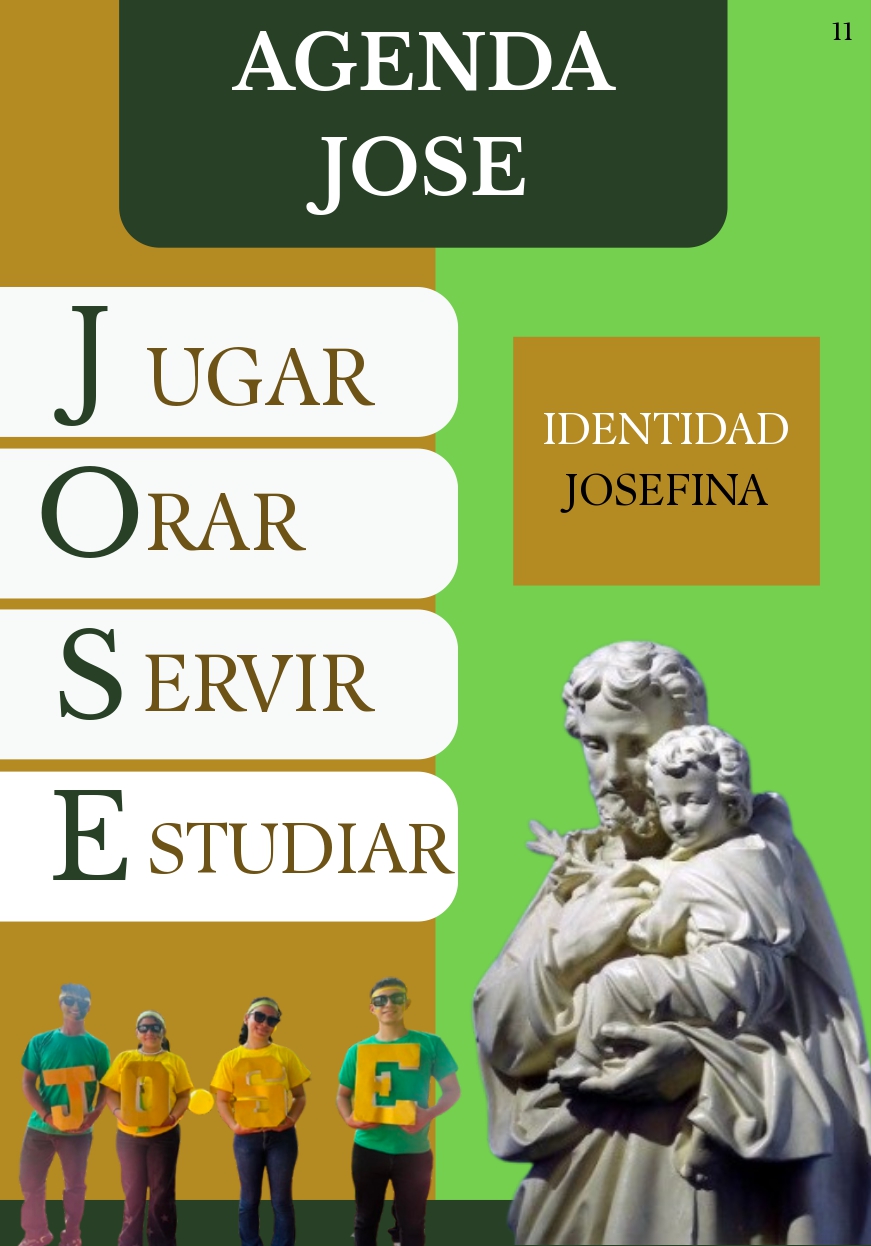 11
AGENDA
JOSE
JUGAR
ORAR
SERVIR
ESTUDIAR
IDENTIDAD
JOSEFINA
J O S E